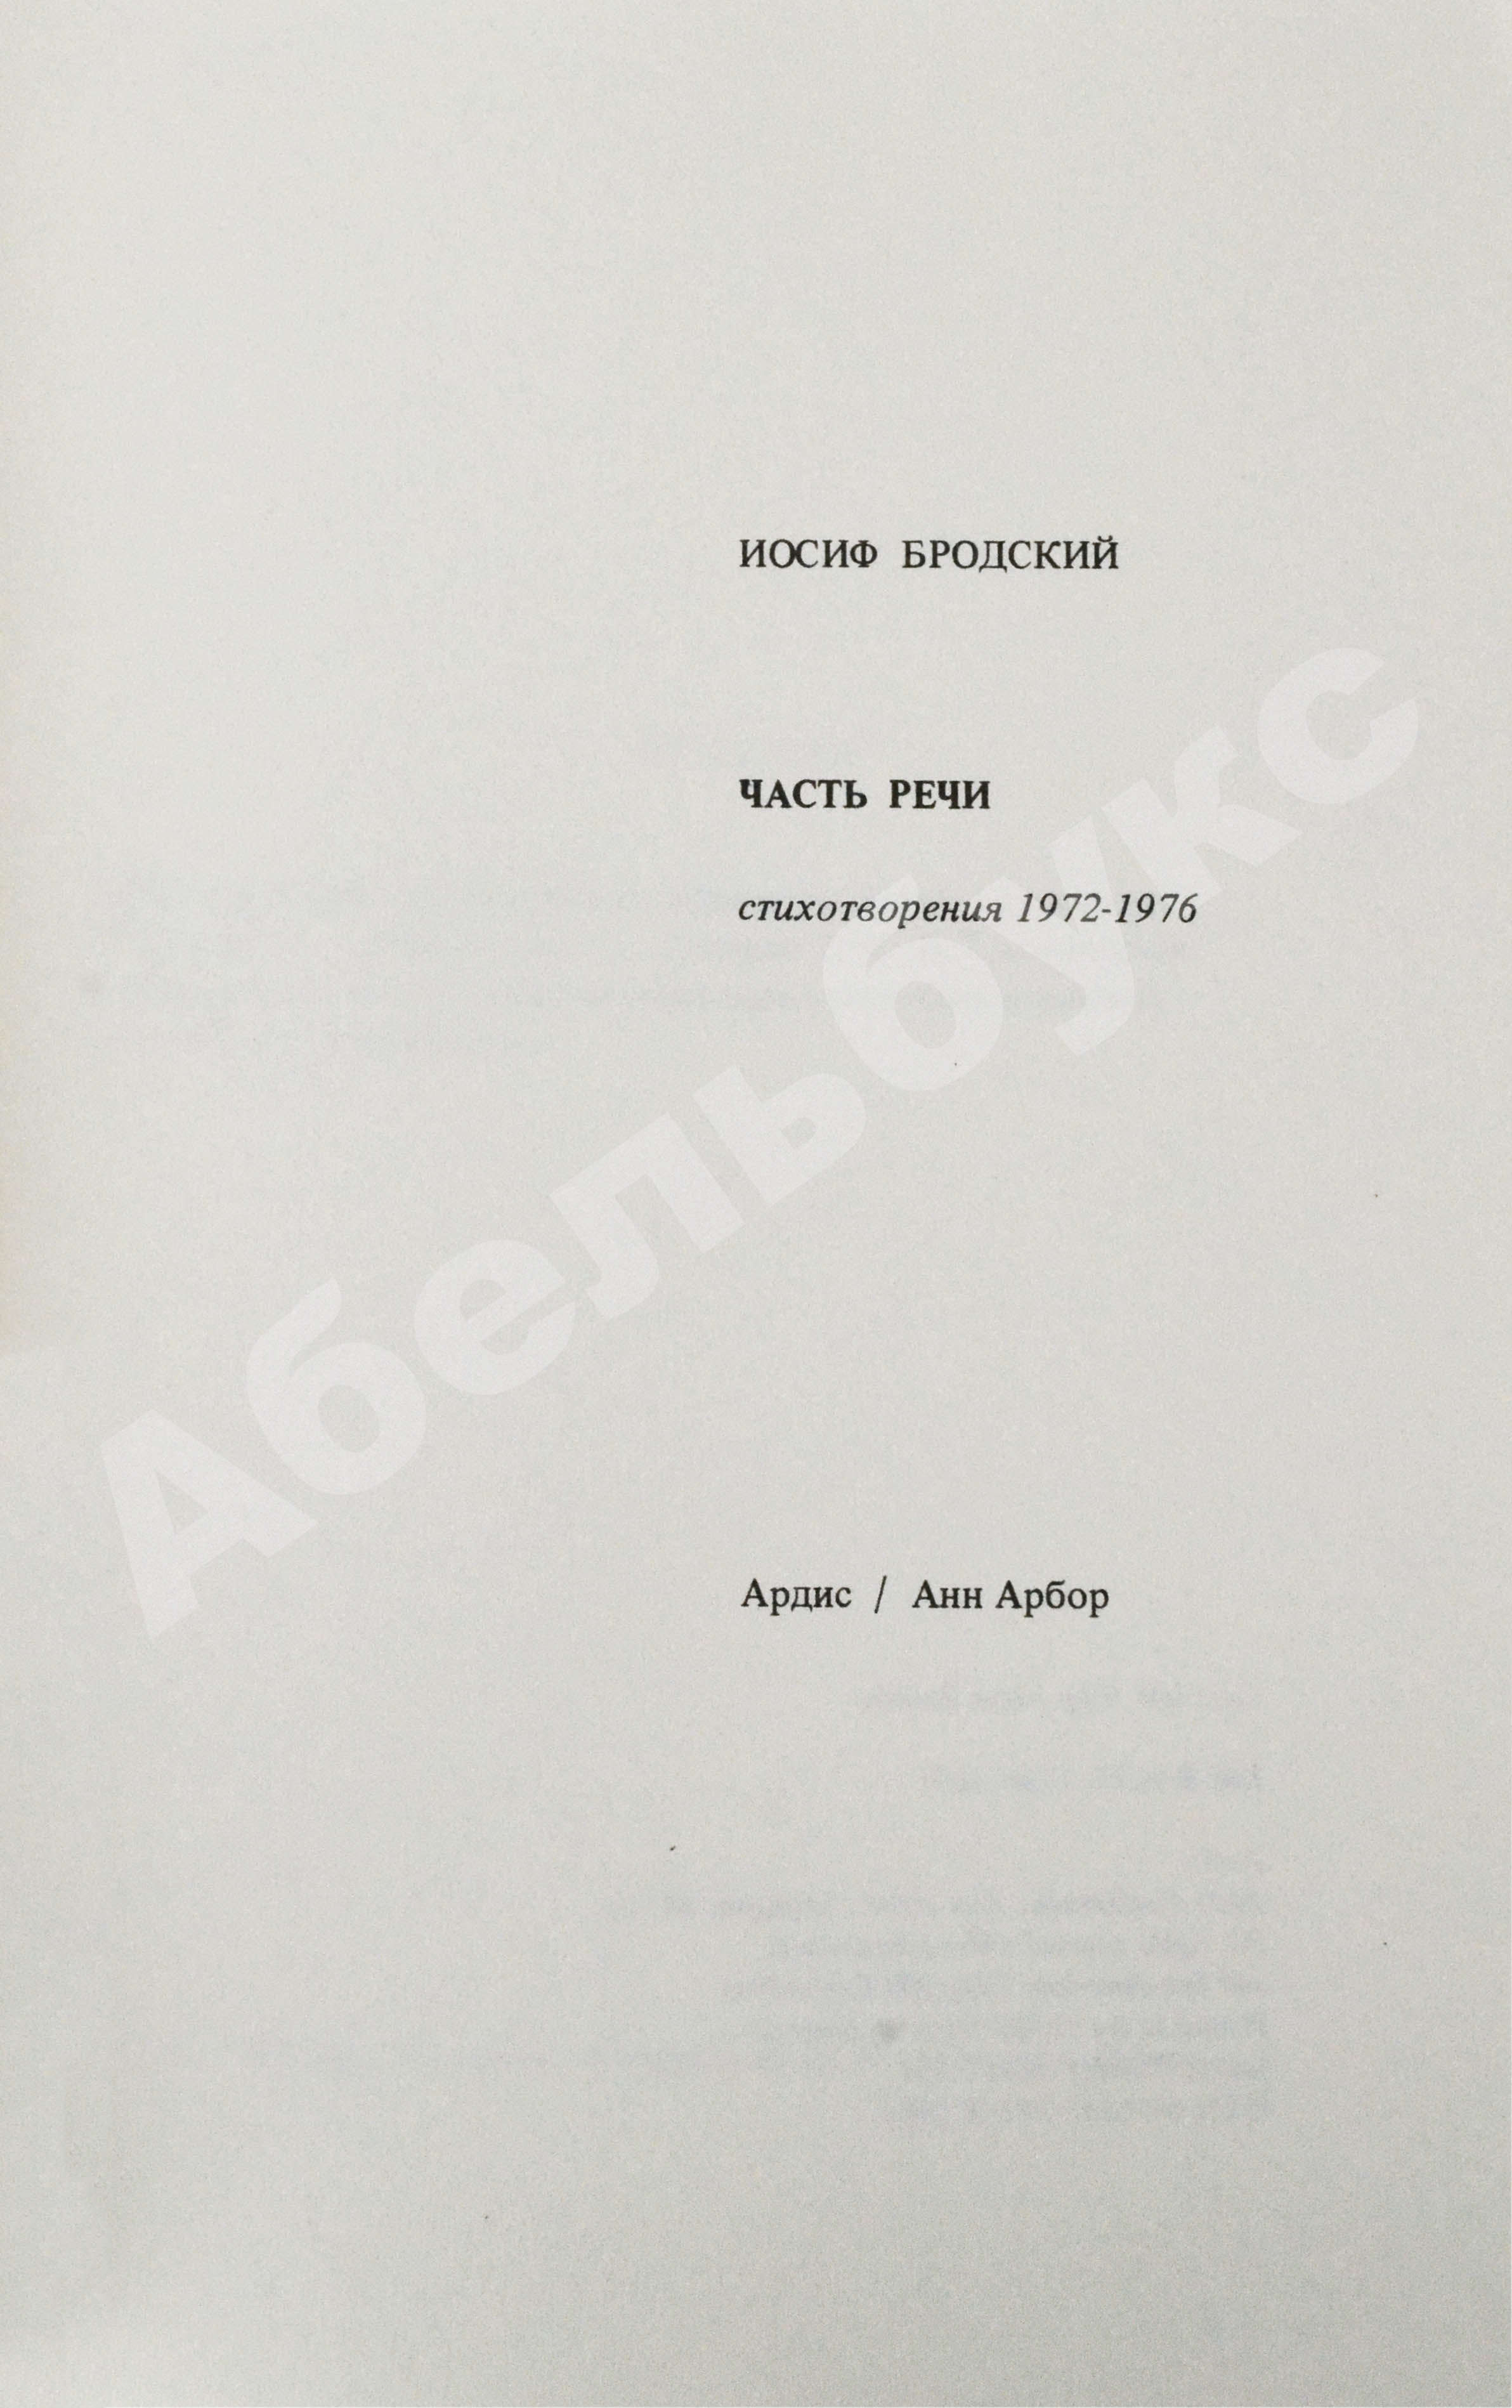 ИОСИФ БРОДСКИЙ
ЧАСТЬ РЕЧИ
стихотворения 1972-1976
Абельбукс
Ардис / Анн Арбор